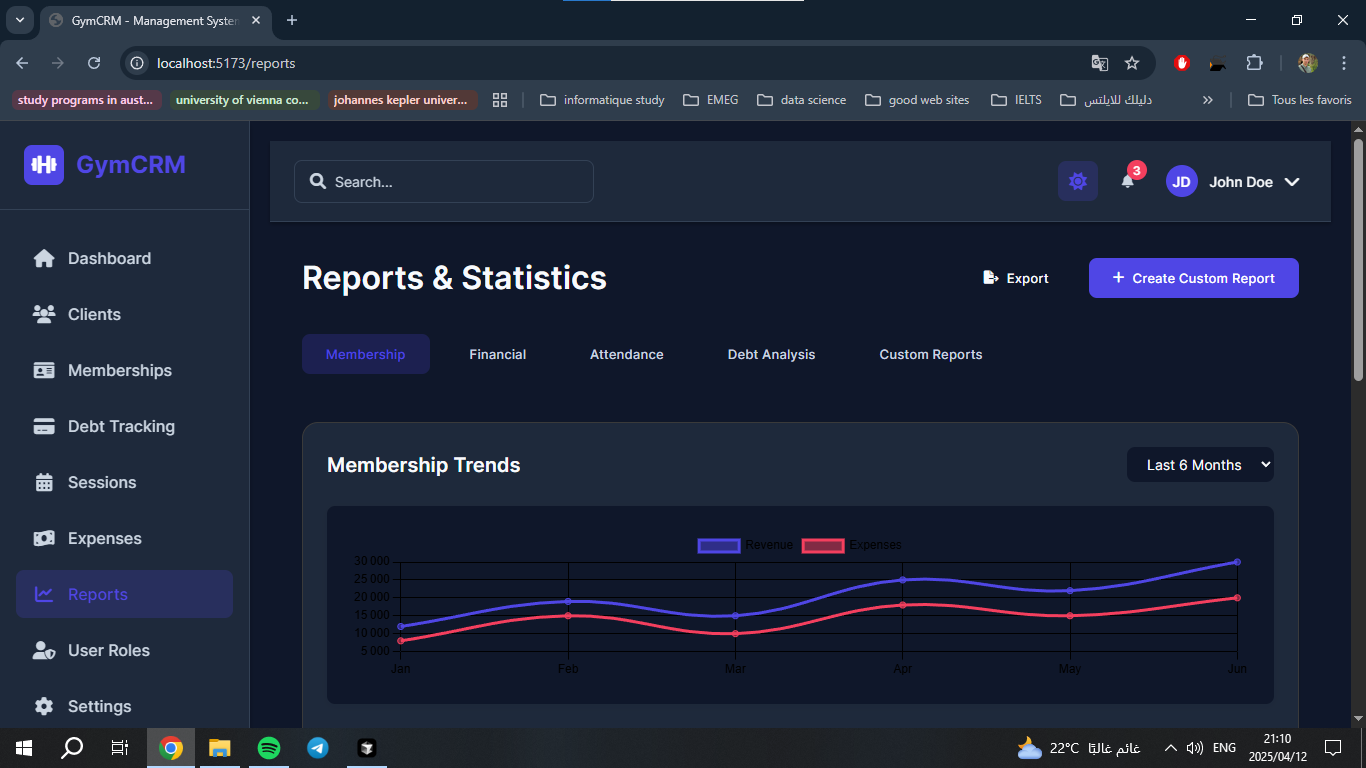 GymCRM - Management System
localhost:5173/reports
study programs in aust...
university of vienna co...
johannes kepler univer...
informatique study
EMEG
data science
good web sites
IELTS
دليلك للايلتس
Tous les favoris
GymCRM
Search...
3
JD
John Doe
Dashboard
Clients
Memberships
Debt Tracking
Sessions
Expenses
Reports
User Roles
Settings
Reports & Statistics
Export
+ Create Custom Report
Membership
Financial
Attendance
Debt Analysis
Custom Reports
Membership Trends
Last 6 Months
Revenue
Expenses
30 000
25 000
20 000
15 000
10 000
5 000
Jan
Feb
Mar
Apr
May
Jun
22°C
غائم غالبًا
ENG
21:10
2025/04/12